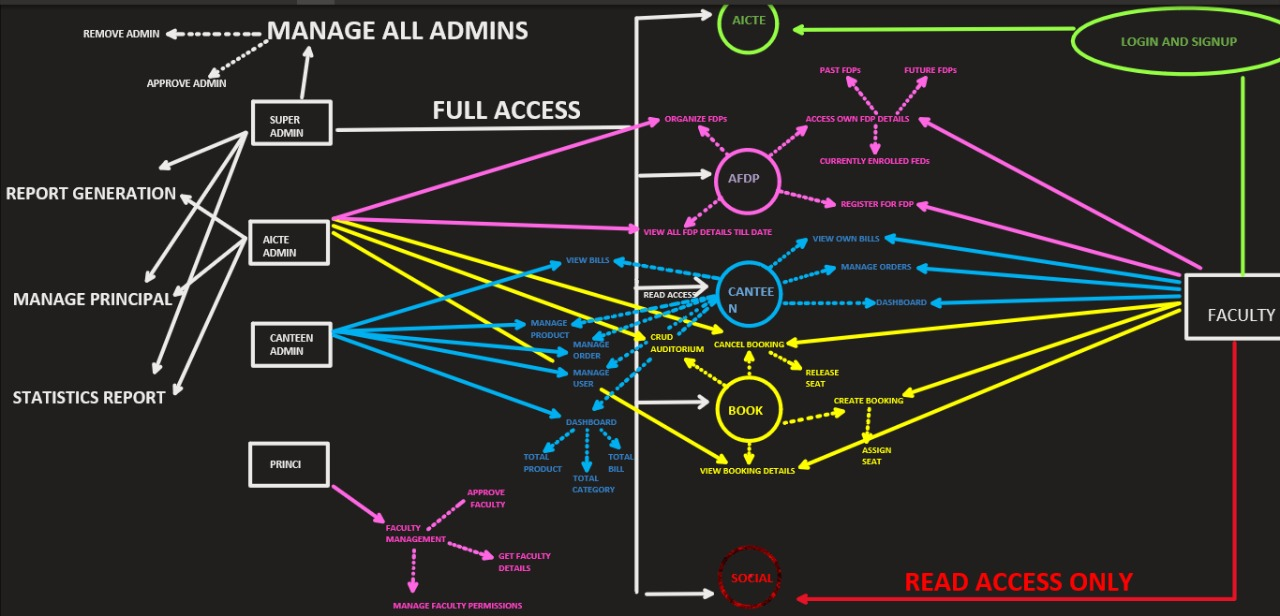 REMOVE ADMIN
MANAGE ALL ADMINS
APPROVE ADMIN
AICTE
LOGIN AND SIGNUP
PAST FDPs
FUTURE FDPs
SUPER
ADMIN
FULL ACCESS
ORGANIZE FDPs
ACCESS OWN FDP DETAILS
CURRENTLY ENROLLED FEDs
REPORT GENERATION
AFDP
REGISTER FOR FDP
AICTE
ADMIN
VIEW ALL FDP DETAILS TILL DATE
VIEW OWN BILLS
VIEW BILLS
MANAGE ORDERS
MANAGE PRINCIPAL
READ ACCESS
CANTEE
N
DASHBOARD
FACULTY
CANTEEN
ADMIN
MANAGE
PRODUCT
MANAGE
ORDER
CRUD
AUDITORIUM
CANCEL BOOKING
MANAGE
USER
RELEASE
SEAT
STATISTICS REPORT
BOOK
CREATE BOOKING
DASHBOARD
ASSIGN
SEAT
TOTAL
PRODUCT
TOTAL
BILL
TOTAL
CATEGORY
VIEW BOOKING DETAILS
PRINCI
APPROVE
FACULTY
FACULTY
MANAGEMENT
GET FACULTY
DETAILS
MANAGE FACULTY PERMISSIONS
SOCIAL
READ ACCESS ONLY